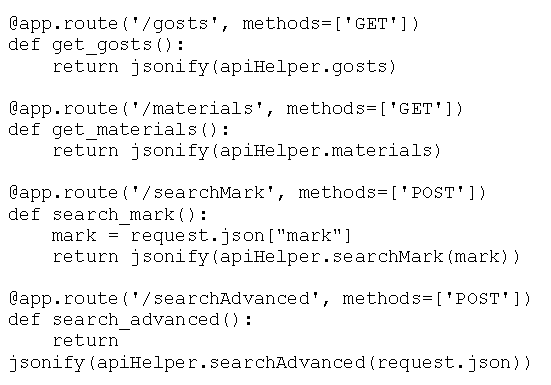 @app.route('/gosts', methods=['GET'])
def get_gosts():
    return jsonify(apiHelper.gosts)

@app.route('/materials', methods=['GET'])
def get_materials():
    return jsonify(apiHelper.materials)

@app.route('/searchMark', methods=['POST'])
def search_mark():
    mark = request.json["mark"]
    return jsonify(apiHelper.searchMark(mark))

@app.route('/searchAdvanced', methods=['POST'])
def search_advanced():
    return
jsonify(apiHelper.searchAdvanced(request.json))